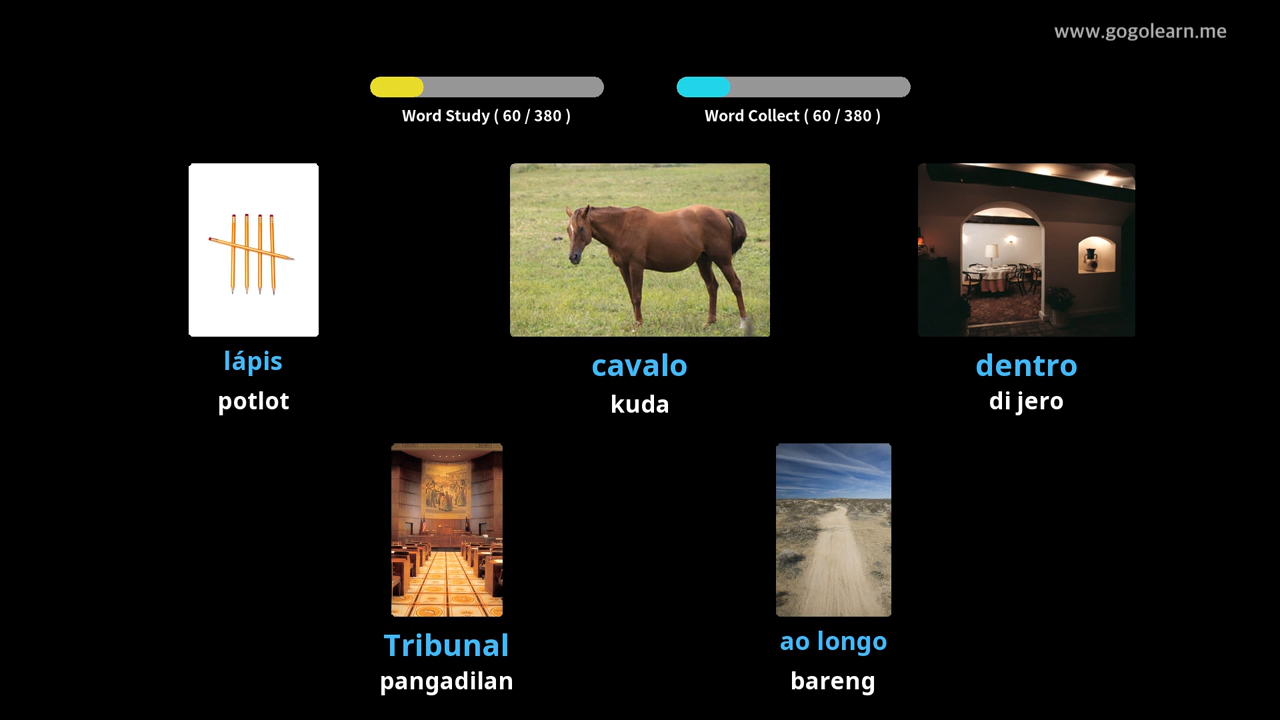 www.gogolearn.me
Word Study ( 60 / 380 )
Word Collect ( 60 / 380 )
lápis
potlot
cavalo
kuda
dentro
di jero
Tribunal
pangadilan
ao longo
bareng